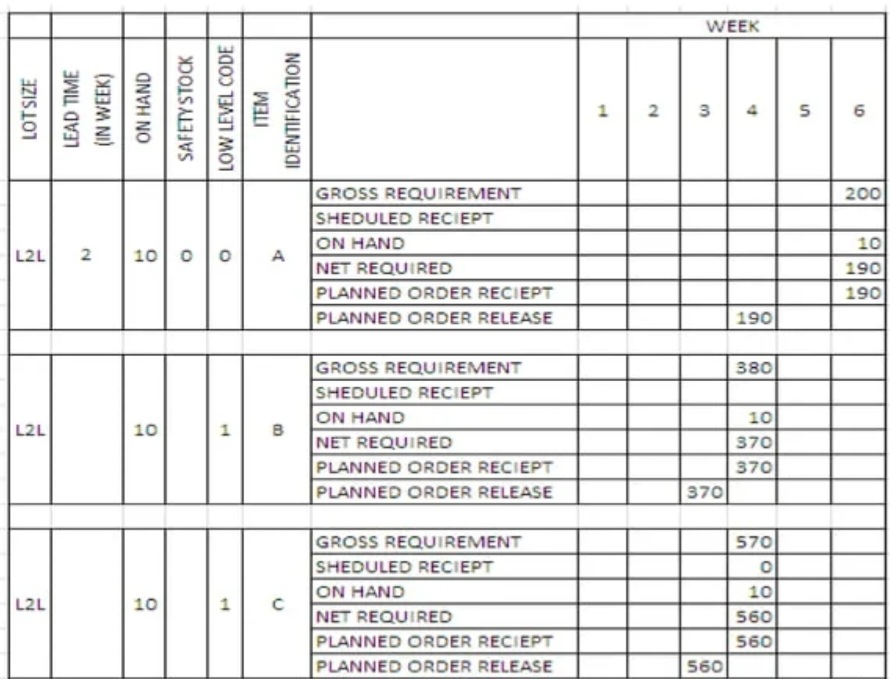 WEEK
LOT SIZE LEAD TIME (IN WEEK) ON HAND SAFETY STOCK LOW LEVEL CODE ITEM IDENTIFICATION 1 2 3 4 5 6
GROSS REQUIREMENT 200
SHEDULED RECIEPT
ON HAND 10
L2L 2 10 0 0 A
NET REQUIRED 190
PLANNED ORDER RECIEPT 190
PLANNED ORDER RELEASE 190
GROSS REQUIREMENT 380
SHEDULED RECIEPT
ON HAND 10
L2L 10 1 B
NET REQUIRED 370
PLANNED ORDER RECIEPT 370
PLANNED ORDER RELEASE 370
GROSS REQUIREMENT 570
SHEDULED RECIEPT 0
ON HAND 10
L2L 10 1 C
NET REQUIRED 560
PLANNED ORDER RECIEPT 560
PLANNED ORDER RELEASE 560